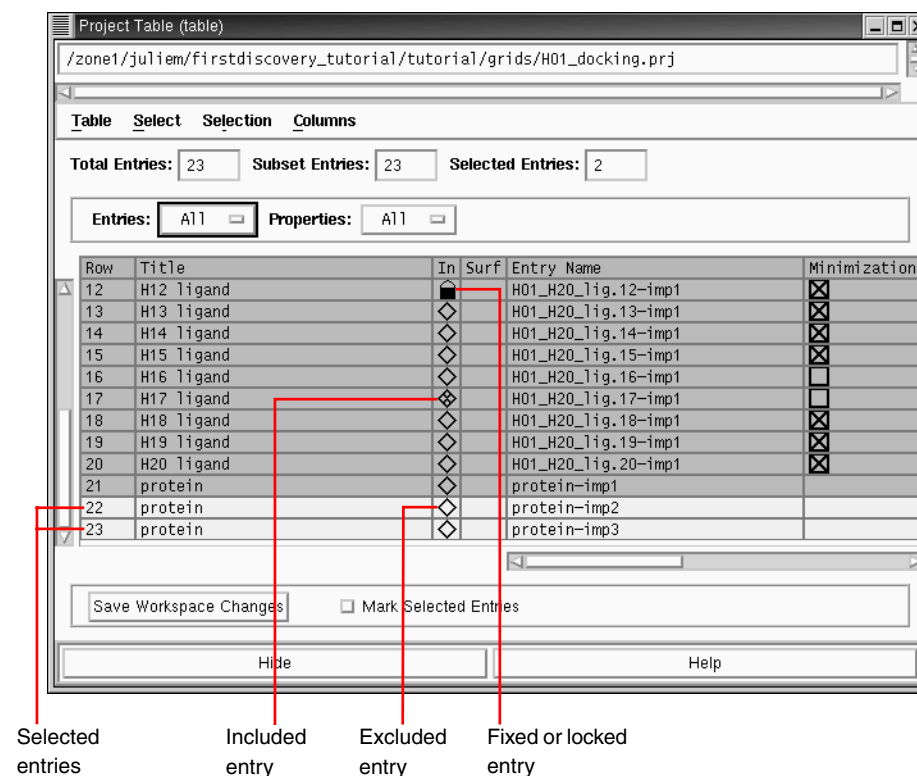 Project Table (table)
/zone1/juliem/firstdiscovery_tutorial/tutorial/grids/H01_docking.prj
Table Select Selection Columns
Total Entries: 23 Subset Entries: 23 Selected Entries: 2
Entries: All Properties: All
Row Title In Surf Entry Name Minimization
12 H12 ligand H01_H20_lig.12-imp1
13 H13 ligand H01_H20_lig.13-imp1
14 H14 ligand H01_H20_lig.14-imp1
15 H15 ligand H01_H20_lig.15-imp1
16 H16 ligand H01_H20_lig.16-imp1
17 H17 ligand H01_H20_lig.17-imp1
18 H18 ligand H01_H20_lig.18-imp1
19 H19 ligand H01_H20_lig.19-imp1
20 H20 ligand H01_H20_lig.20-imp1
21 protein protein-imp1
22 protein protein-imp2
23 protein protein-imp3
Save Workspace Changes Mark Selected Entries
Hide Help
Selected Included Excluded Fixed or locked
entries entry entry entry